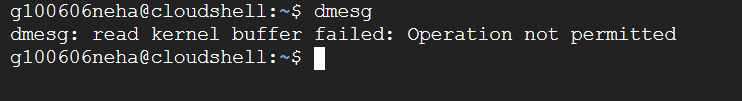 g100606neha@cloudshell:~$ dmesg
dmesg: read kernel buffer failed: Operation not permitted
g100606neha@cloudshell:~$